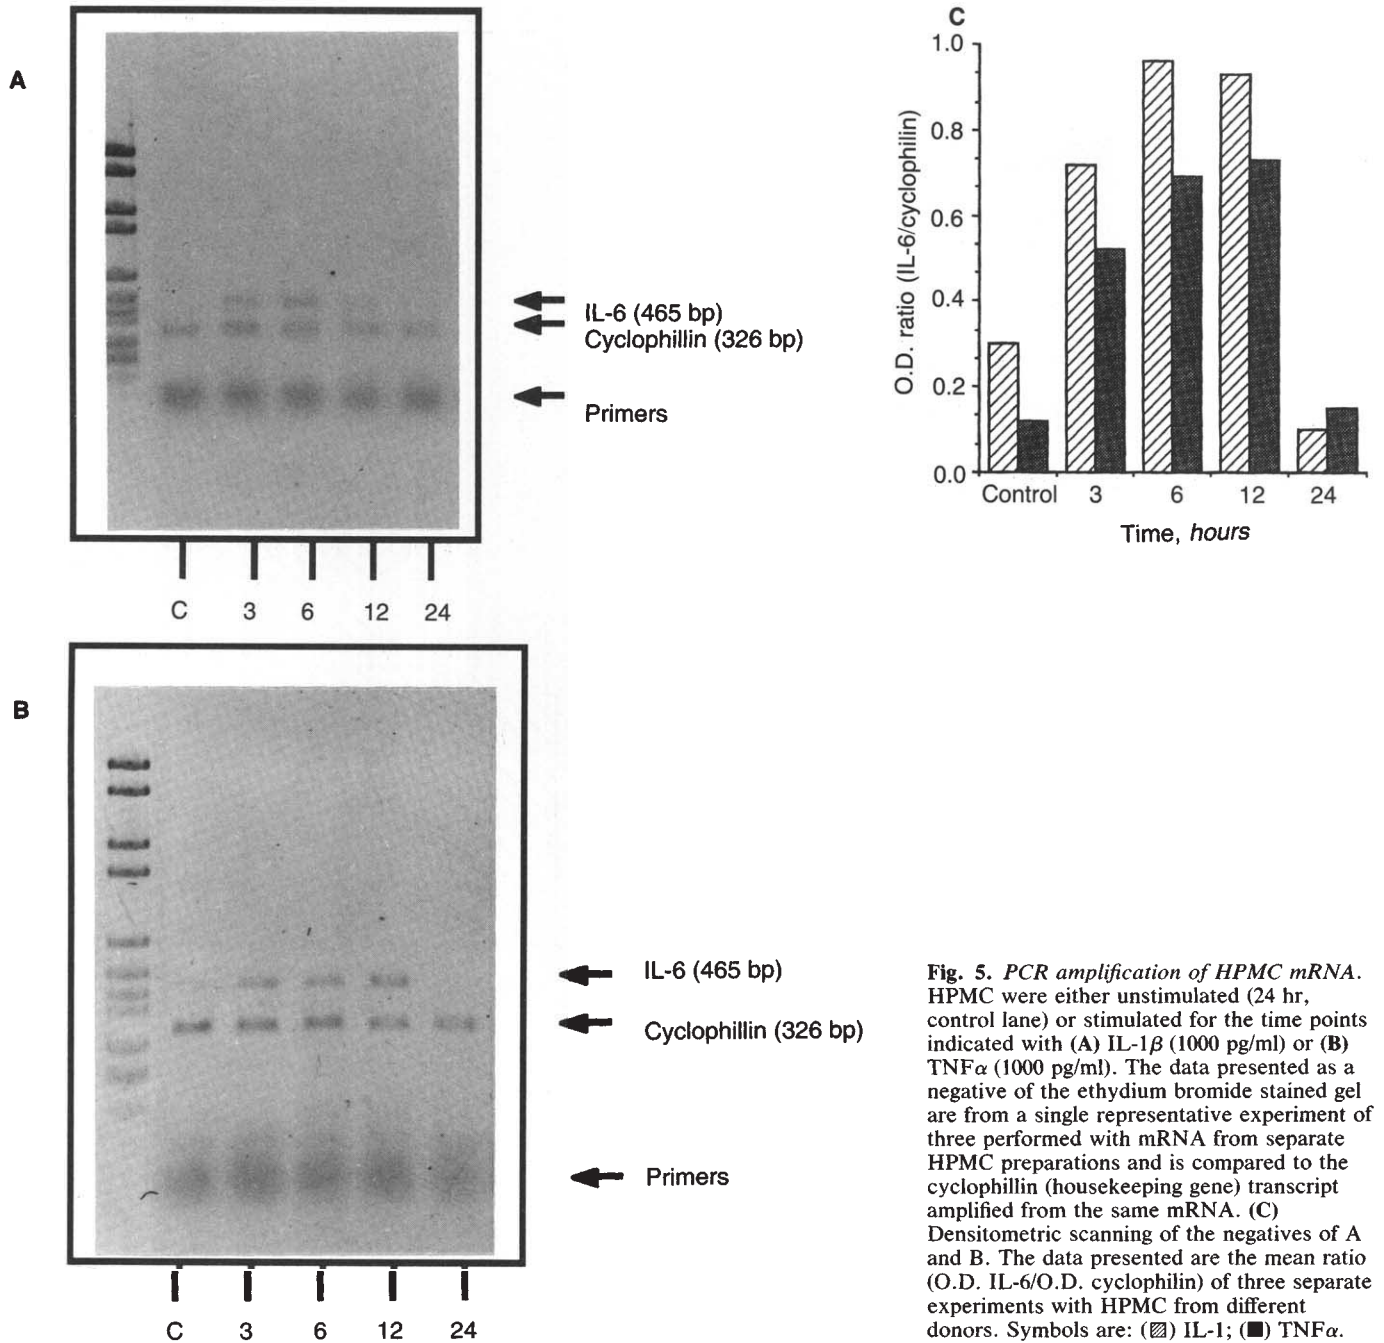 A
IL-6 (465 bp)
Cyclophillin (326 bp)
Primers
C 3 6 12 24
B
IL-6 (465 bp)
Cyclophillin (326 bp)
Primers
C 3 6 12 24
C
O.D. ratio (IL-6/cyclophilin)
1.0
0.8
0.6
0.4
0.2
0.0
Control 3 6 12 24
Time, hours
Fig. 5. PCR amplification of HPMC mRNA.
HPMC were either unstimulated (24 hr,
control lane) or stimulated for the time points
indicated with (A) IL-1β (1000 pg/ml) or (B)
TNFα (1000 pg/ml). The data presented as a
negative of the ethydium bromide stained gel
are from a single representative experiment of
three performed with mRNA from separate
HPMC preparations and is compared to the
cyclophillin (housekeeping gene) transcript
amplified from the same mRNA. (C)
Densitometric scanning of the negatives of A
and B. The data presented are the mean ratio
(O.D. IL-6/O.D. cyclophilin) of three separate
experiments with HPMC from different
donors. Symbols are: (▨) IL-1; (■) TNFα.